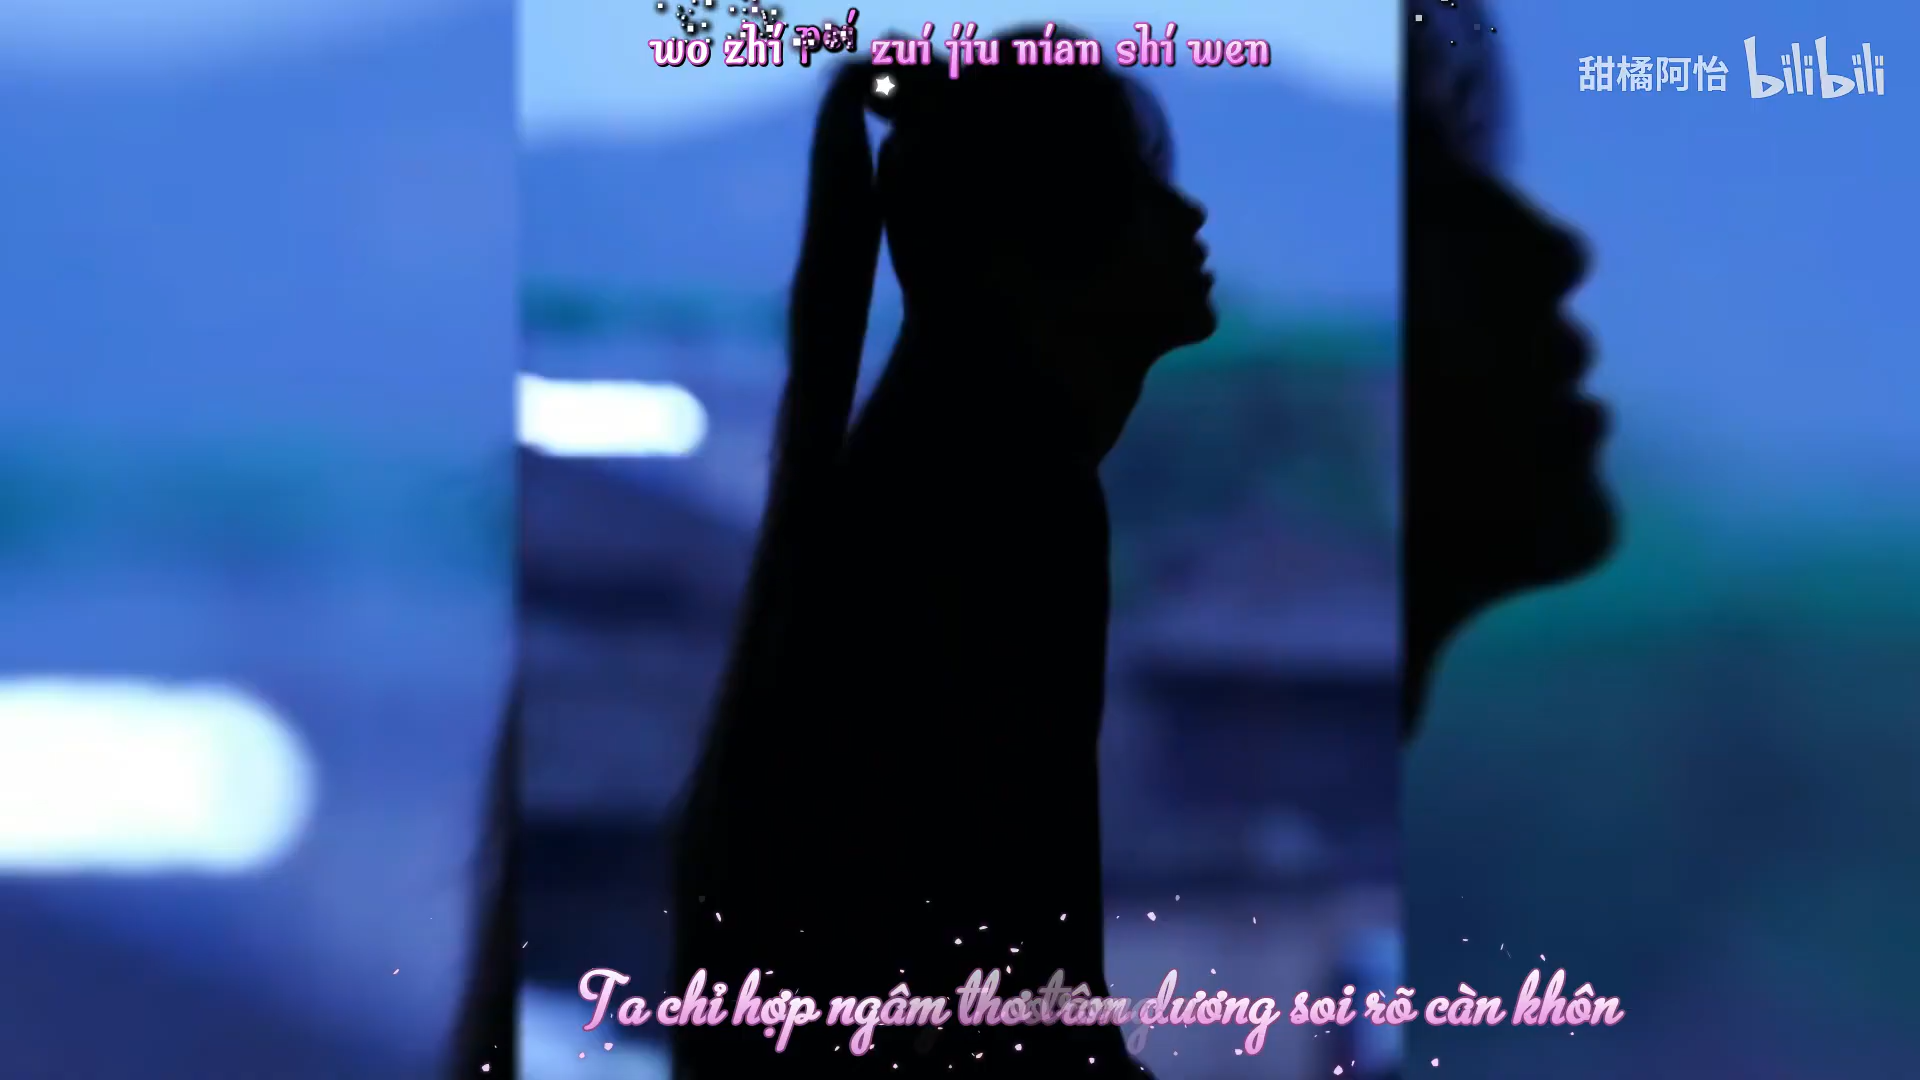 wo zhi pei zui jiu nian shi wen
甜橘阿怡 bilibili
Ta chỉ hợp ngâm thơ dương soi rõ càn khôn